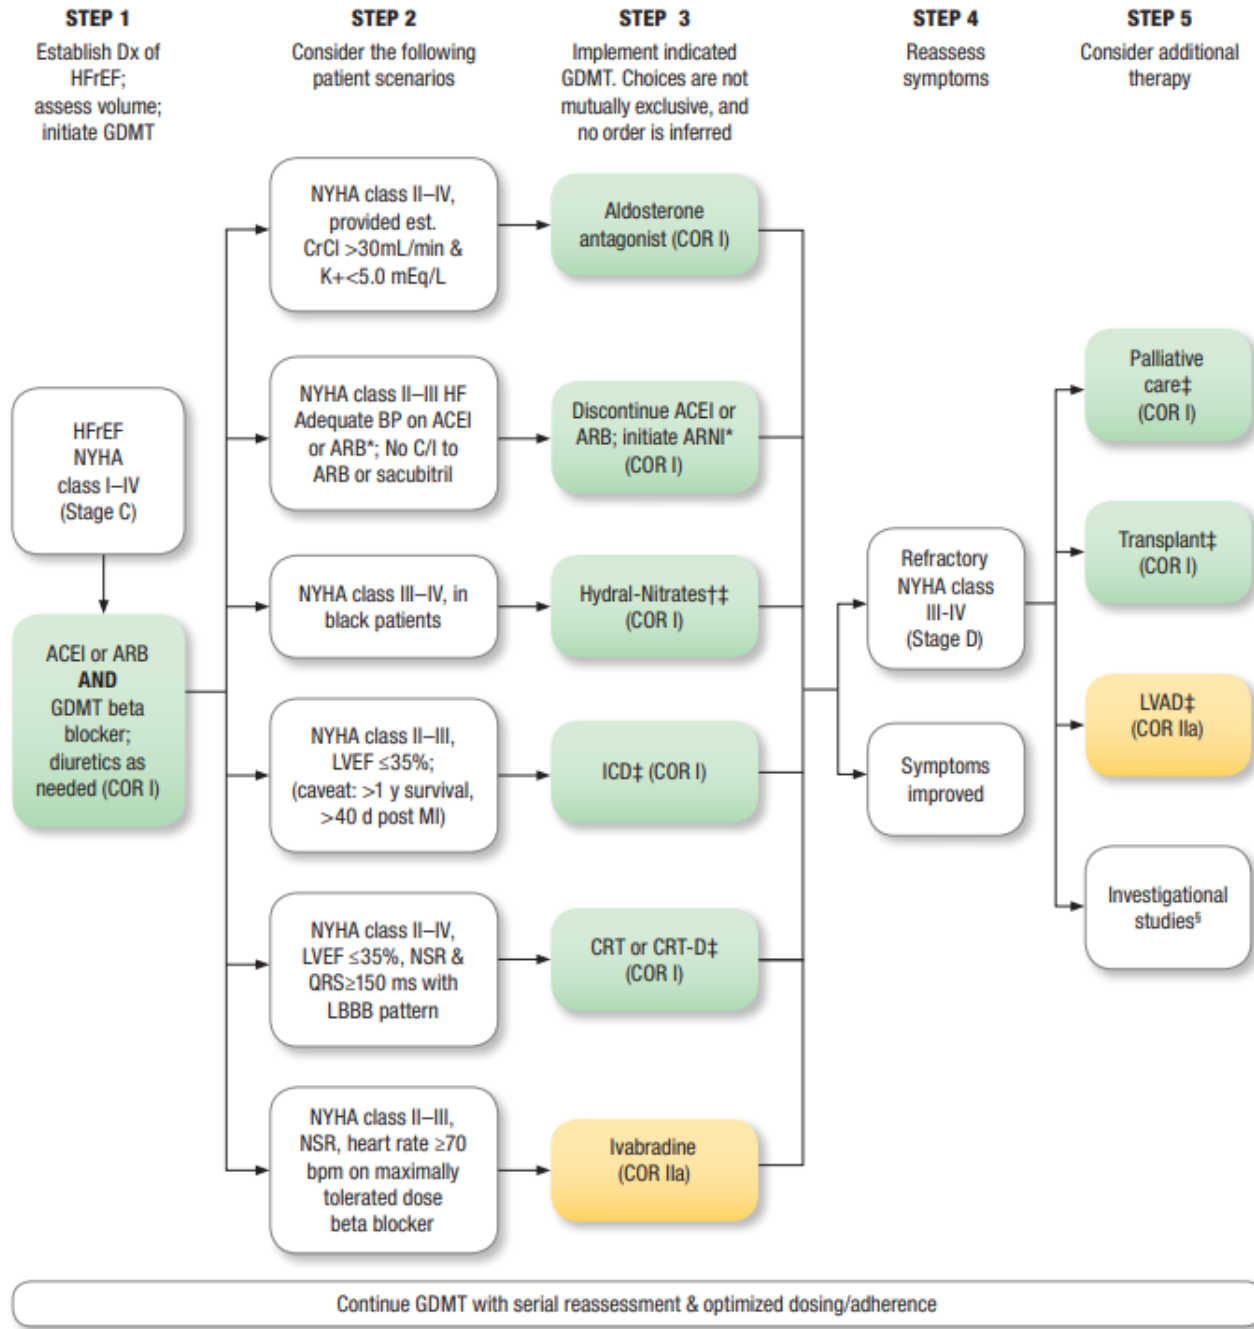 STEP 1
Establish Dx of
HFrEF;
assess volume;
initiate GDMT
STEP 2
Consider the following
patient scenarios
STEP 3
Implement indicated
GDMT. Choices are not
mutually exclusive, and
no order is inferred
STEP 4
Reassess
symptoms
STEP 5
Consider additional
therapy
HFrEF
NYHA
class I–IV
(Stage C)
ACEI or ARB
AND
GDMT beta
blocker;
diuretics as
needed (COR I)
NYHA class II–IV,
provided est.
CrCl >30mL/min &
K+<5.0 mEq/L
NYHA class II–III HF
Adequate BP on ACEI
or ARB*; No C/I to
ARB or sacubitril
NYHA class III–IV, in
black patients
NYHA class II–III,
LVEF ≤35%;
(caveat: >1 y survival,
>40 d post MI)
NYHA class II–IV,
LVEF ≤35%, NSR &
QRS≥150 ms with
LBBB pattern
NYHA class II–III,
NSR, heart rate ≥70
bpm on maximally
tolerated dose
beta blocker
Aldosterone
antagonist (COR I)
Discontinue ACEI or
ARB; initiate ARNI*
(COR I)
Hydral-Nitrates†‡
(COR I)
ICD‡ (COR I)
CRT or CRT-D‡
(COR I)
Ivabradine
(COR IIa)
Refractory
NYHA class
III-IV
(Stage D)
Symptoms
improved
Palliative
care‡
(COR I)
Transplant‡
(COR I)
LVAD‡
(COR IIa)
Investigational
studies§
Continue GDMT with serial reassessment & optimized dosing/adherence